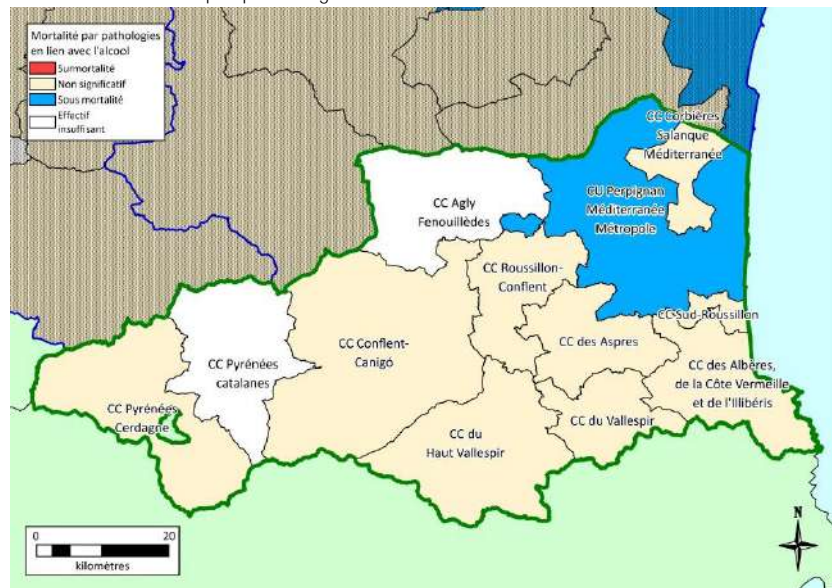 Mortalité par pathologies
en lien avec l'alcool
Surmortalité
Non significatif
Sous mortalité
Effectif
insuffisant
CC Corbières
Salanque
Méditerranée
CU Perpignan
Méditerranée
Métropole
CC Agly
Fenouillèdes
CC Roussillon-
Conflent
CC Sud-Roussillon
CC Conflent-
Canigó
CC des Aspres
CC Pyrénées
catalanes
CC des Albères,
de la Côte Vermeille
et de l'Illibéris
CC Pyrénées
Cerdagne
CC du Vallespir
CC du
Haut Vallespir
0 20
kilomètres
N